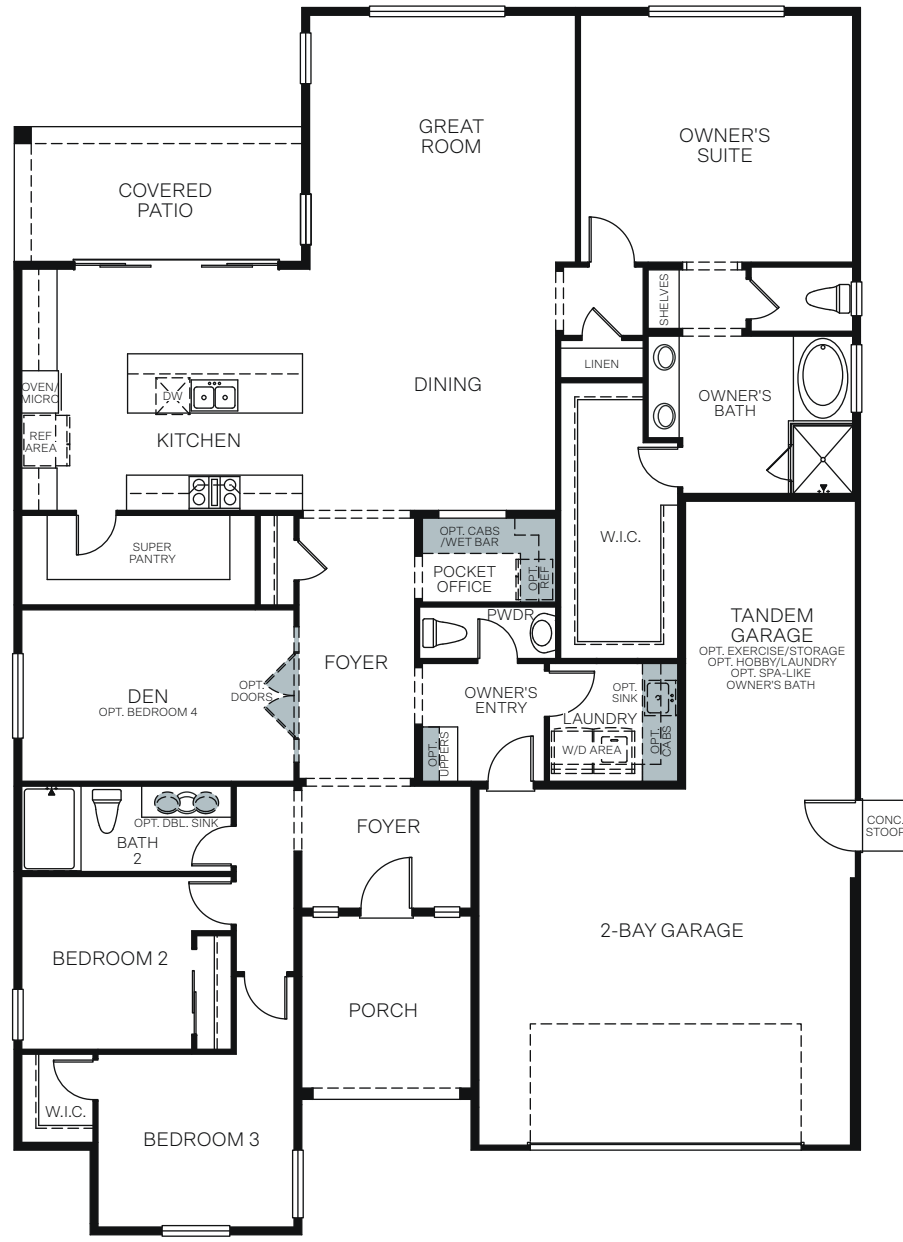 GREAT
ROOM
OWNER'S
SUITE
COVERED
PATIO
SHELVES
LINEN
DINING
OWNER'S
BATH
OVEN/
MICRO
DW
REF
AREA
KITCHEN
W.I.C.
SUPER
PANTRY
OPT. CABS
/WET BAR
POCKET
OFFICE
OPT.
REF
PWDR
TANDEM
GARAGE
OPT. EXERCISE/STORAGE
OPT. HOBBY/LAUNDRY
OPT. SPA-LIKE
OWNER'S BATH
FOYER
DEN
OPT. BEDROOM 4
OPT.
DOORS
OWNER'S
ENTRY
OPT.
SINK
LAUNDRY
W/D AREA
OPT.
CABS
OPT.
UPPERS
OPT. DBL. SINK
BATH
2
FOYER
CONC.
STOOP
2-BAY GARAGE
BEDROOM 2
PORCH
W.I.C.
BEDROOM 3